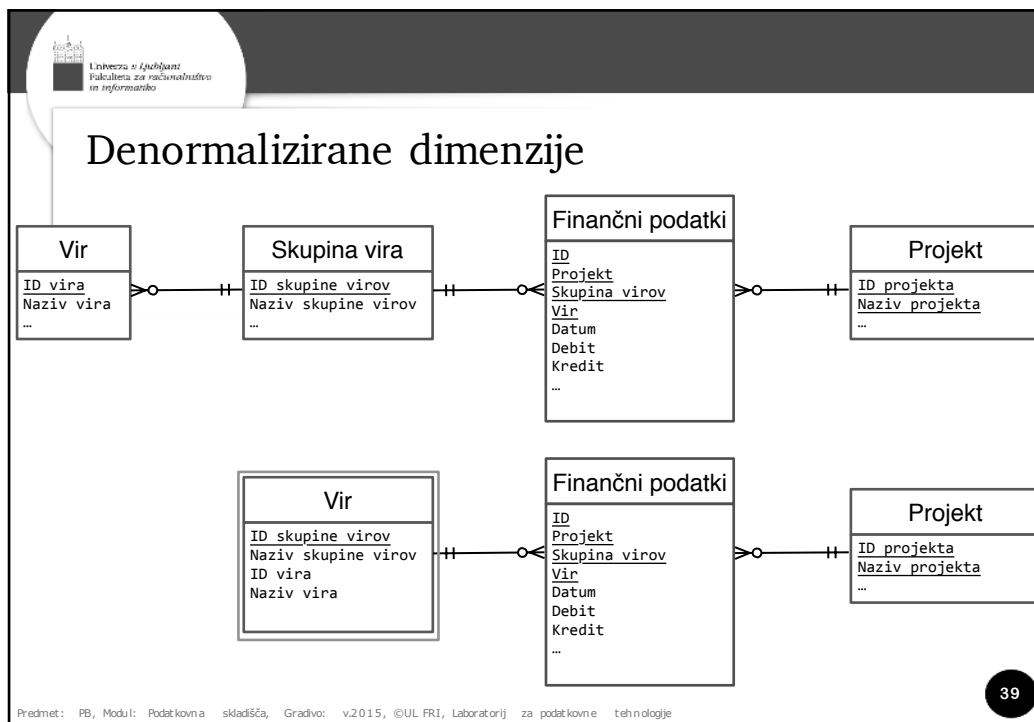 Univerza v Ljubljani
Fakulteta za računalništvo
in informatiko
Denormalizirane dimenzije
Vir
ID vira
Naziv vira
…
Skupina vira
ID skupine virov
Naziv skupine virov
…
Finančni podatki
ID
Projekt
Skupina virov
Vir
Datum
Debit
Kredit
…
Projekt
ID projekta
Naziv projekta
…
Vir
ID skupine virov
Naziv skupine virov
ID vira
Naziv vira
Finančni podatki
ID
Projekt
Skupina virov
Vir
Datum
Debit
Kredit
…
Projekt
ID projekta
Naziv projekta
…
39
Predmet: PB, Modul: Podatkovna skladišča, Gradivo: v.2015, ©UL FRI, Laboratorij za podatkovne tehnologije